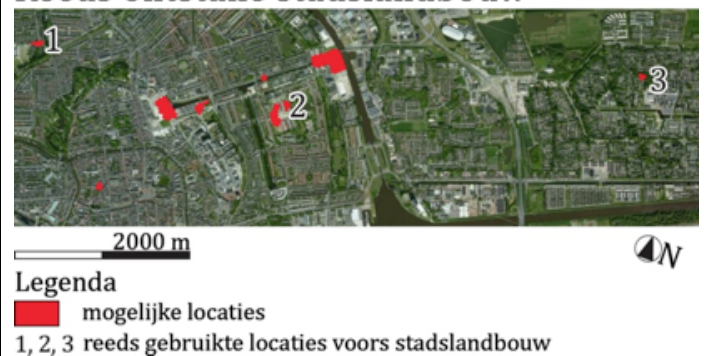 1
2
3
2000 m
N
Legenda
mogelijke locaties
1, 2, 3 reeds gebruikte locaties voors stadslandbouw